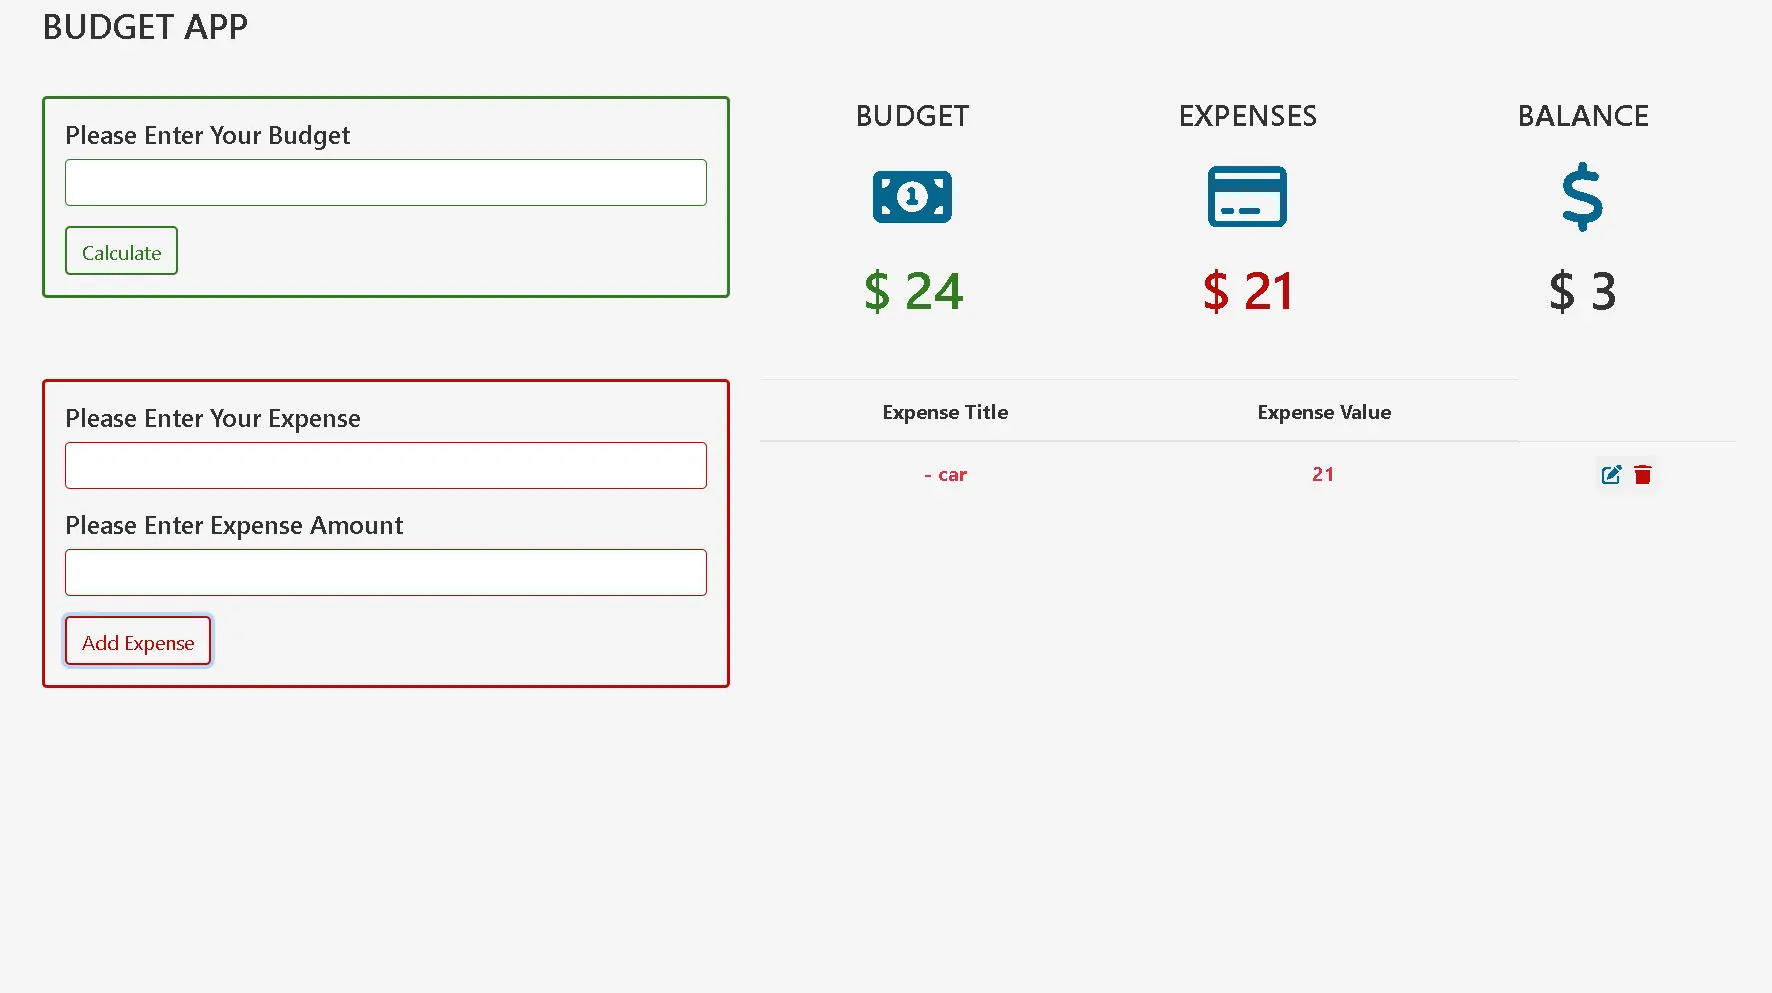 BUDGET APP
Please Enter Your Budget
Calculate
BUDGET EXPENSES BALANCE
$ 24 $ 21 $ 3
Please Enter Your Expense
Please Enter Expense Amount
Add Expense
Expense Title Expense Value
- car 21